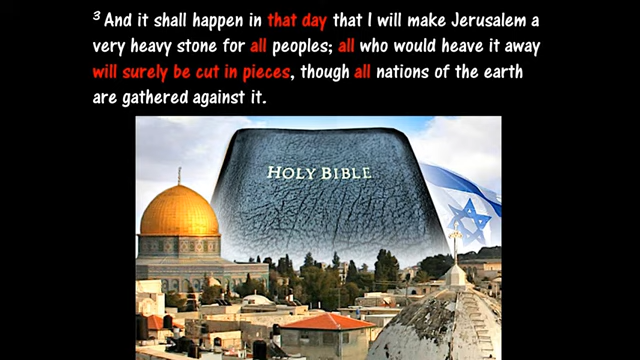 ³And it shall happen in that day that I will make Jerusalem a
very heavy stone for all peoples; all who would heave it away
will surely be cut in pieces, though all nations of the earth
are gathered against it.
HOLY BIBLE